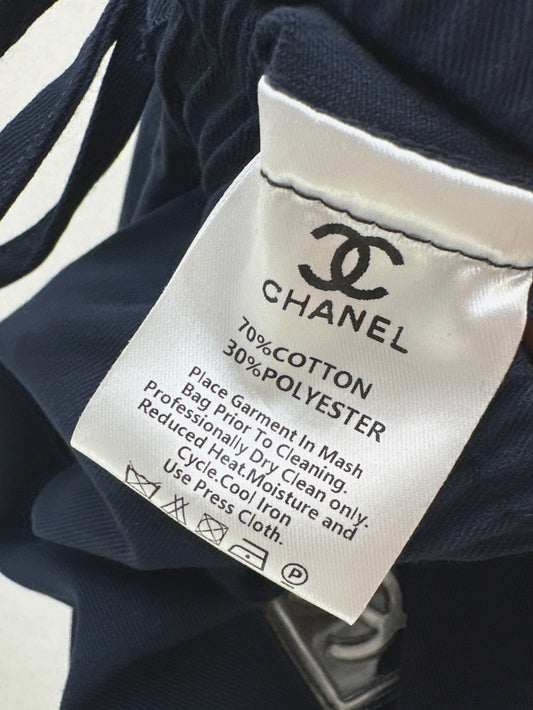 CHANEL
70%COTTON
30%POLYESTER
Place Garment In Mash
Bag Prior To Cleaning.
Professionally Dry Clean only.
Reduced Heat.Moisture and
Cycle.Cool Iron
Use Press Cloth.
P